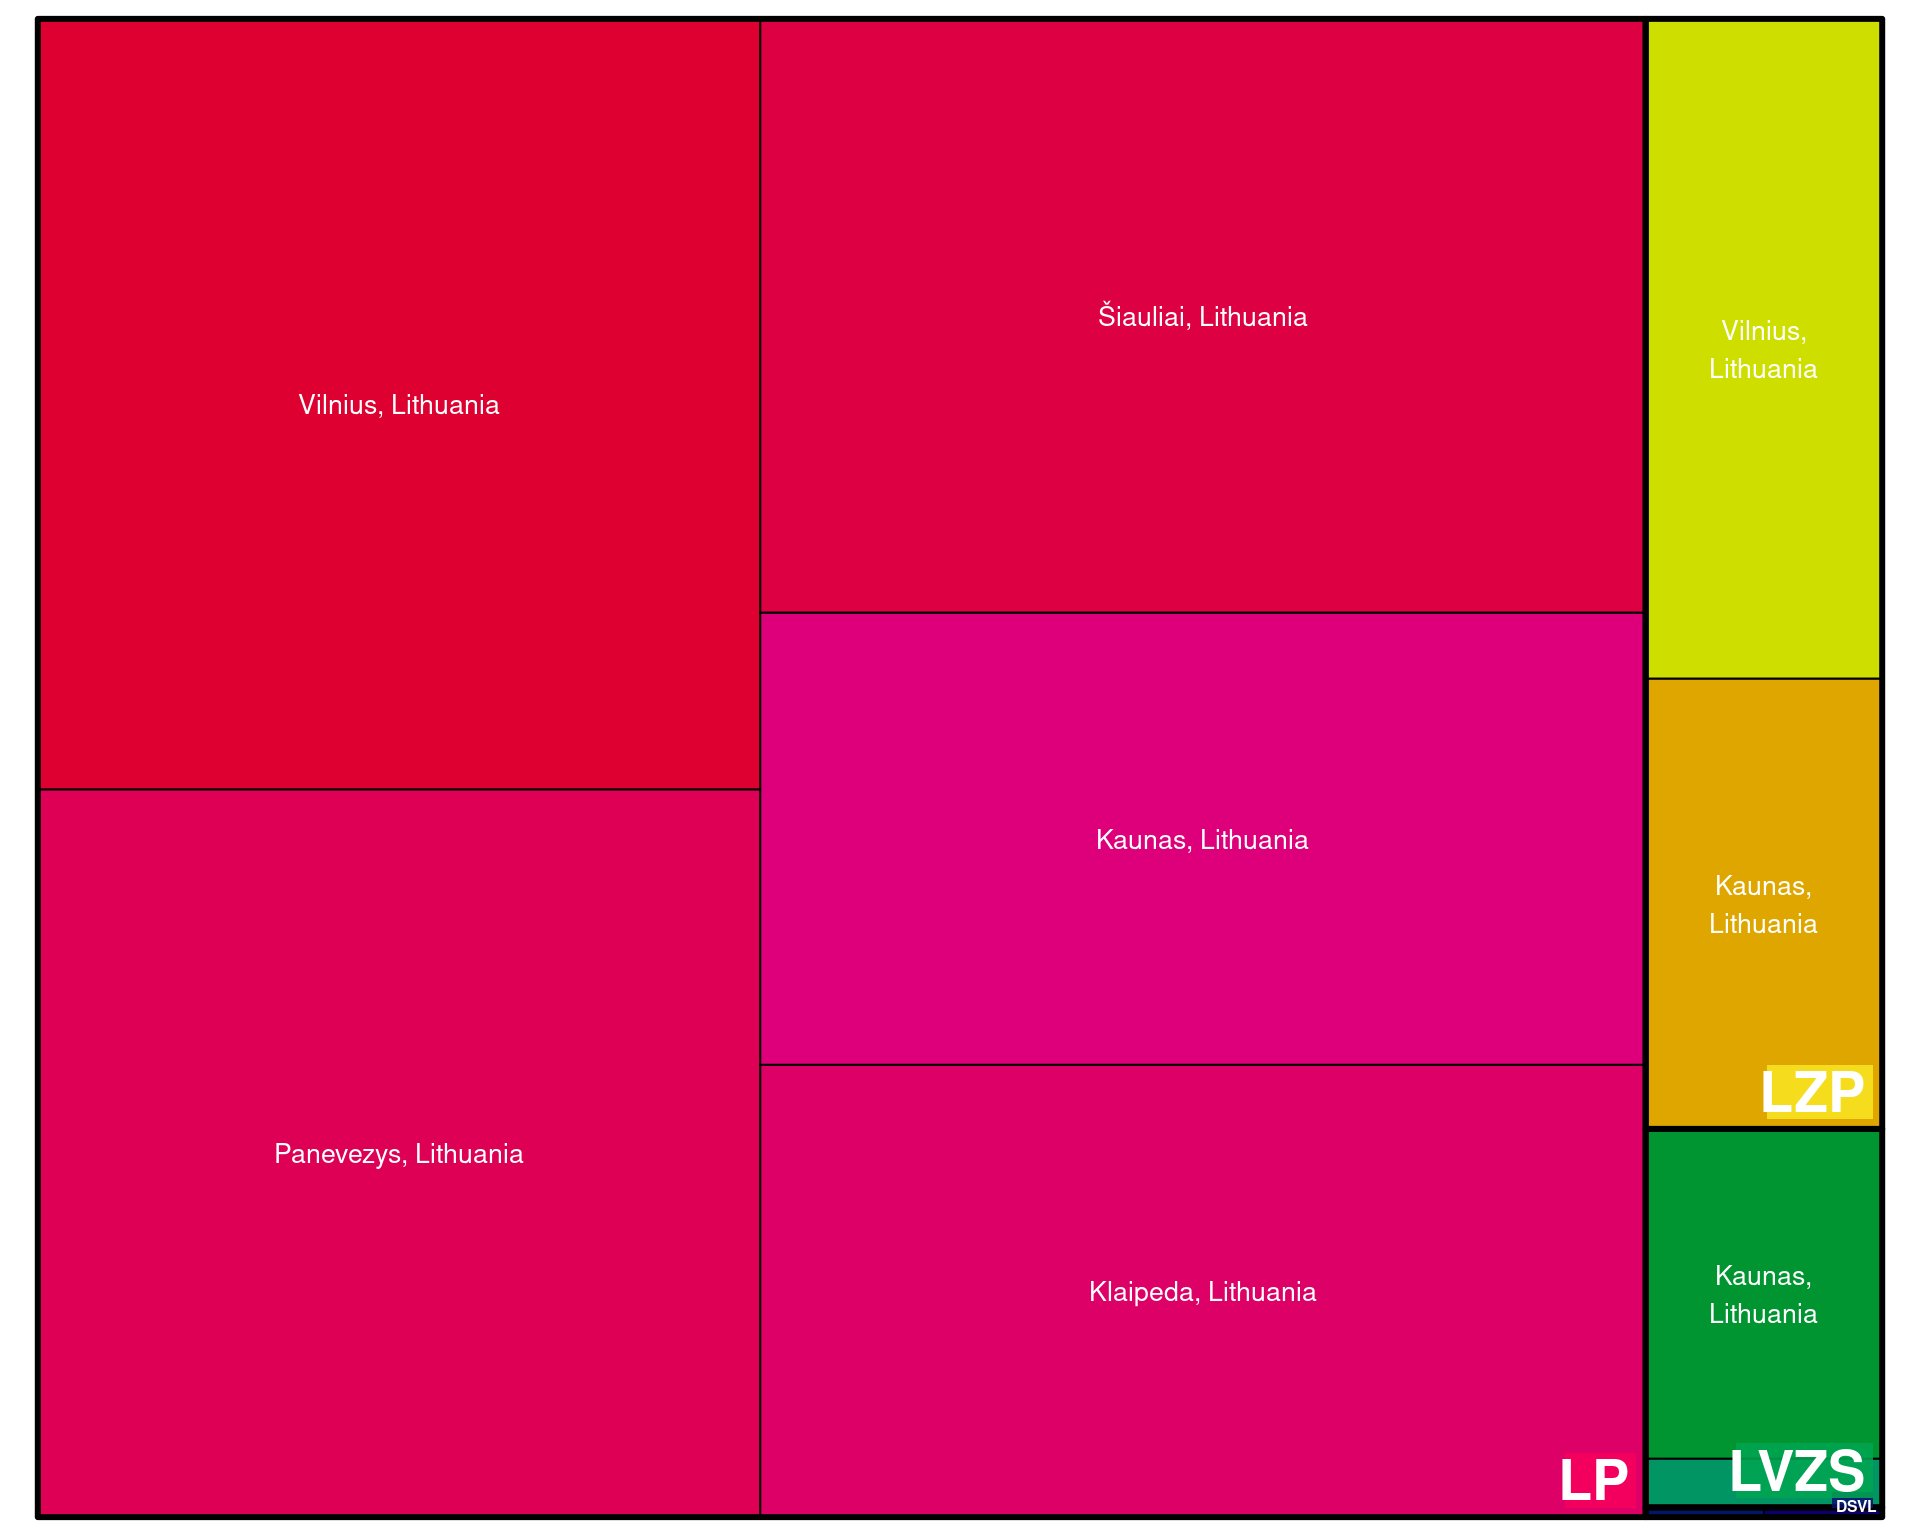 Vilnius, Lithuania
Panevezys, Lithuania
Šiauliai, Lithuania
Kaunas, Lithuania
Klaipeda, Lithuania
LP
Vilnius,
Lithuania
Kaunas,
Lithuania
LZP
Kaunas,
Lithuania
LVZS
DSVL